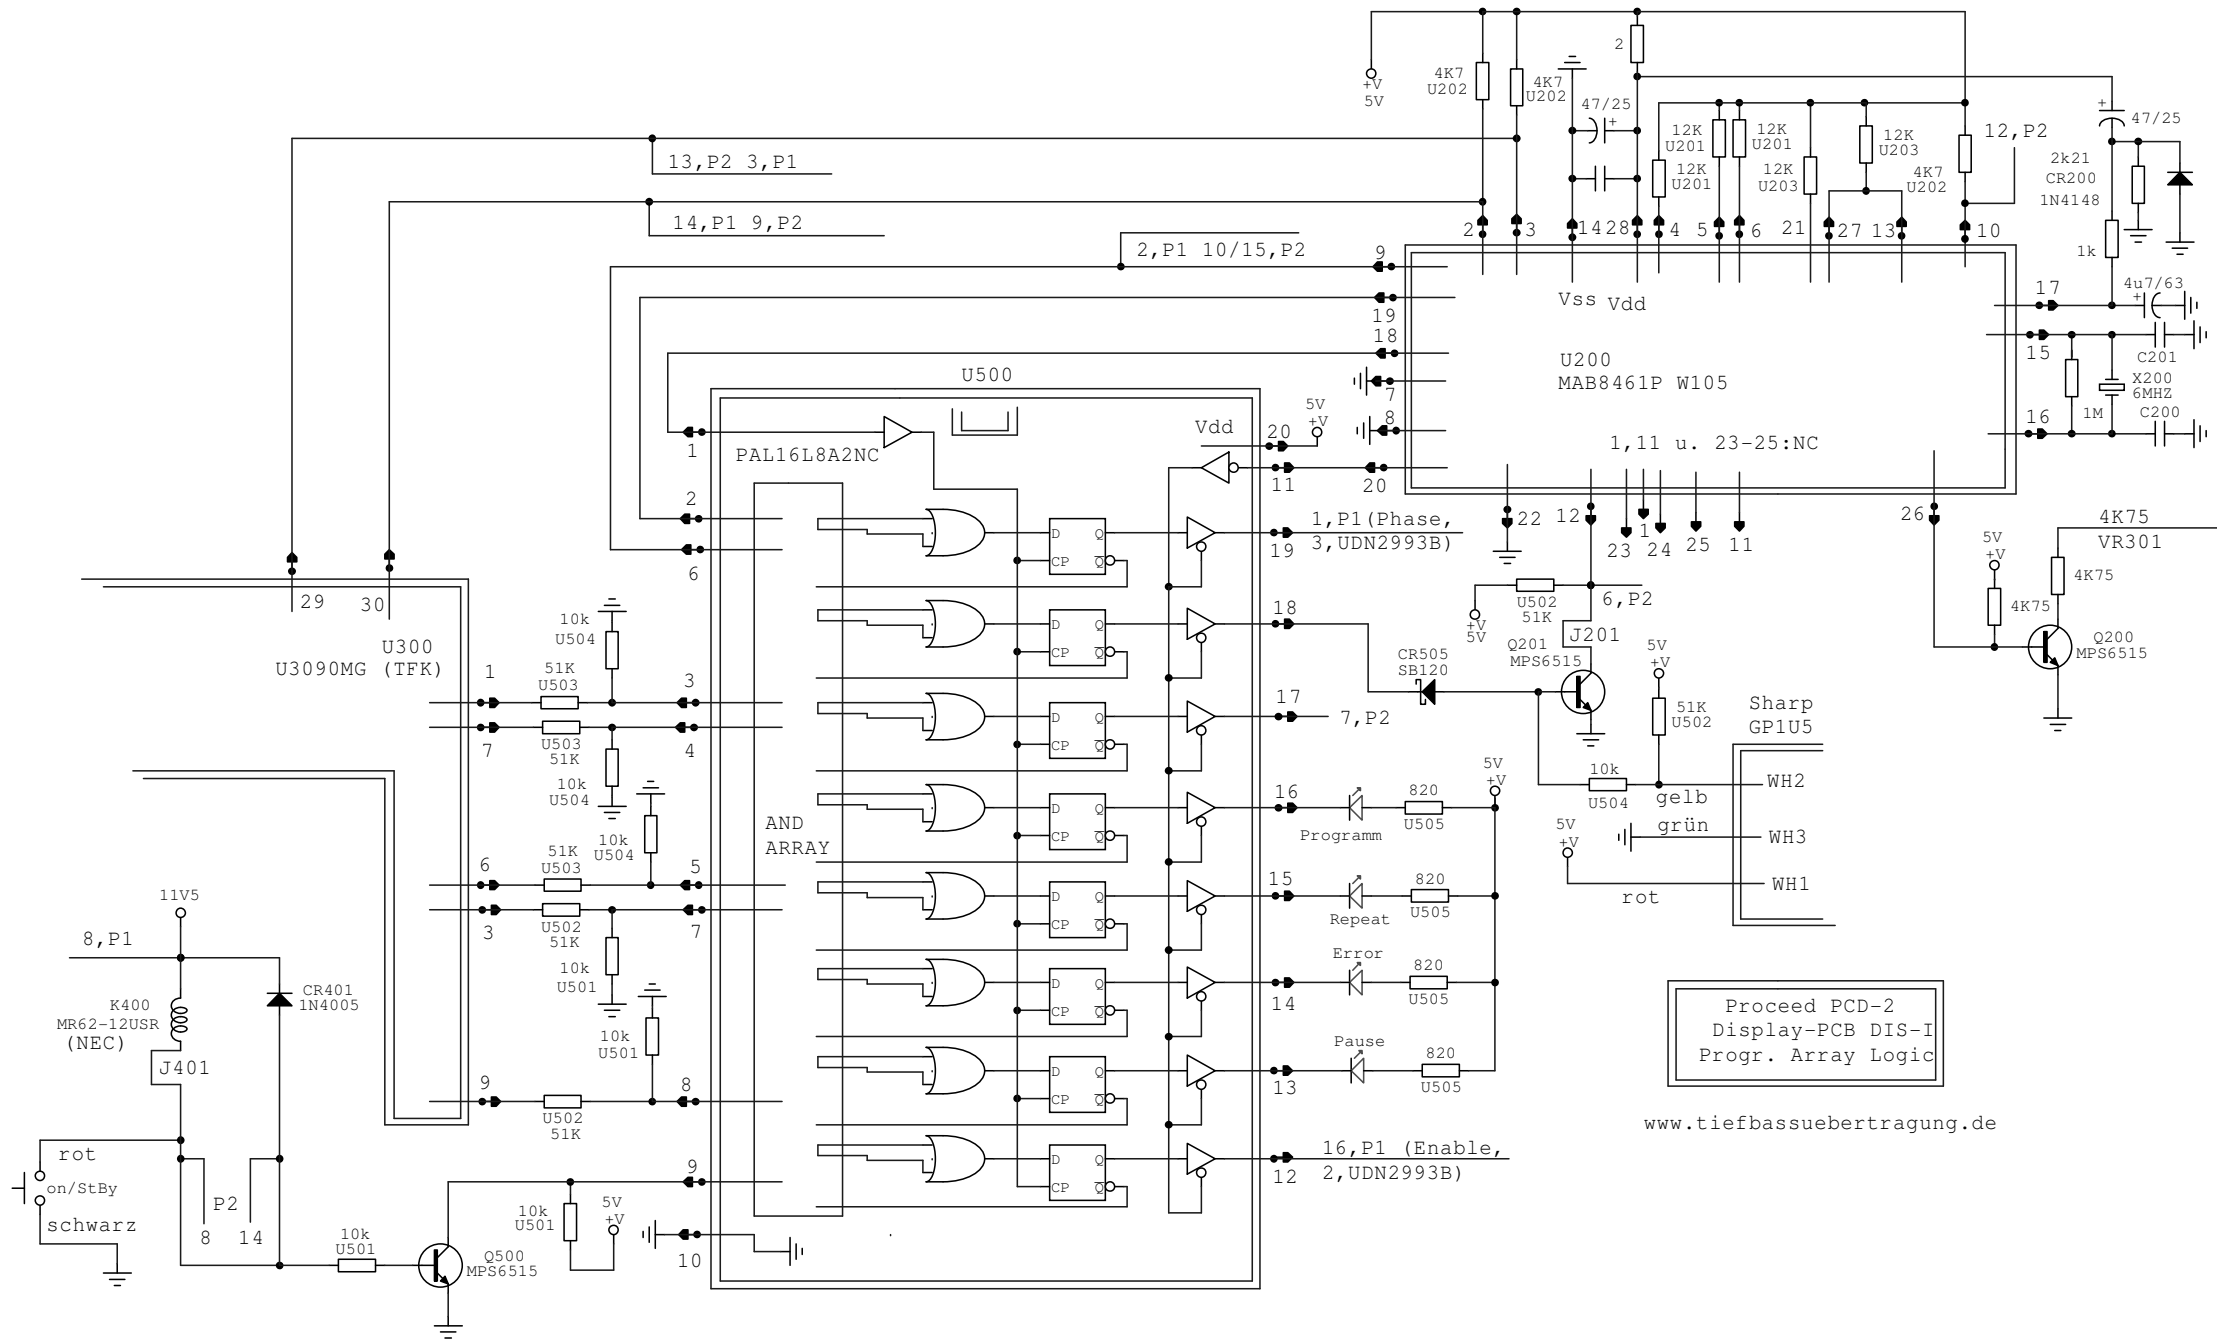 +V
5V
4K7
U202
4K7
U202
2
47/25
+
12K
U201
12K
U201
12K
U201
12K
U203
12K
U203
4K7
U202
12,P2
+
47/25
2k21
CR200
1N4148
1k
13,P2 3,P1
14,P1 9,P2
2,P1 10/15,P2
2
3
14
28
4
5
6
21
27
13
10
9
19
18
7
8
20
Vss
Vdd
U200
MAB8461P W105
1,11 u. 23-25:NC
17
4u7/63
+
15
C201
X200
6MHZ
1M
C200
16
22
12
23
1
24
25
11
26
4K75
VR301
5V
+V
4K75
4K75
Q200
MPS6515
U500
PAL16L8A2NC
Vdd
20
5V
+V
11
1
2
6
29
30
U300
U3090MG (TFK)
10k
U504
51K
U503
1
3
7
U503
51K
4
10k
U504
10k
U504
6
51K
U503
5
3
U502
51K
7
10k
U501
10k
U501
9
U502
51K
8
AND
ARRAY
D
Q
CP
Q
D
Q
CP
Q
D
Q
CP
Q
D
Q
CP
Q
D
Q
CP
Q
D
Q
CP
Q
D
Q
CP
Q
D
Q
CP
Q
19
1,P1(Phase,
3,UDN2993B)
18
17
7,P2
16
Programm
820
U505
5V
+V
15
Repeat
820
U505
14
Error
820
U505
13
Pause
820
U505
12
16,P1 (Enable,
2,UDN2993B)
U502
51K
+V
5V
6,P2
J201
Q201
MPS6515
CR505
SB120
5V
+V
51K
U502
10k
U504
Sharp
GP1U5
gelb
WH2
grün
WH3
5V
+V
rot
WH1
11V5
8,P1
K400
MR62-12USR
(NEC)
J401
CR401
1N4005
rot
on/StBy
schwarz
P2
8
14
10k
U501
Q500
MPS6515
9
10k
U501
5V
+V
10
Proceed PCD-2
Display-PCB DIS-I
Progr. Array Logic
www.tiefbassuebertragung.de